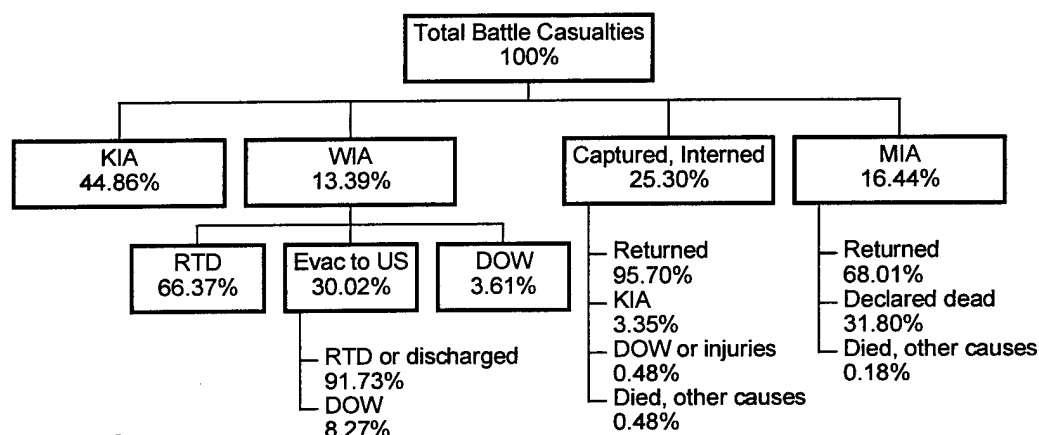 Total Battle Casualties
100%
KIA
44.86%
WIA
13.39%
Captured, Interned
25.30%
MIA
16.44%
RTD
66.37%
Evac to US
30.02%
DOW
3.61%
RTD or discharged
91.73%
DOW
8.27%
Returned
95.70%
KIA
3.35%
DOW or injuries
0.48%
Died, other causes
0.48%
Returned
68.01%
Declared dead
31.80%
Died, other causes
0.18%